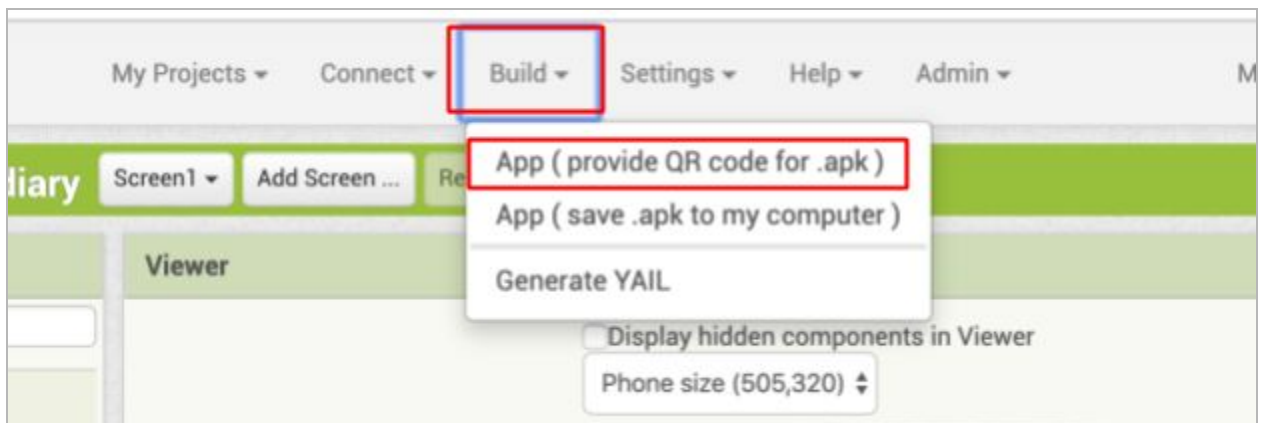 My Projects Connect Build Settings Help Admin M
diary Screen1 Add Screen ... Re
App ( provide QR code for .apk )
App ( save .apk to my computer )
Generate YAIL
Viewer
Display hidden components in Viewer
Phone size (505,320)